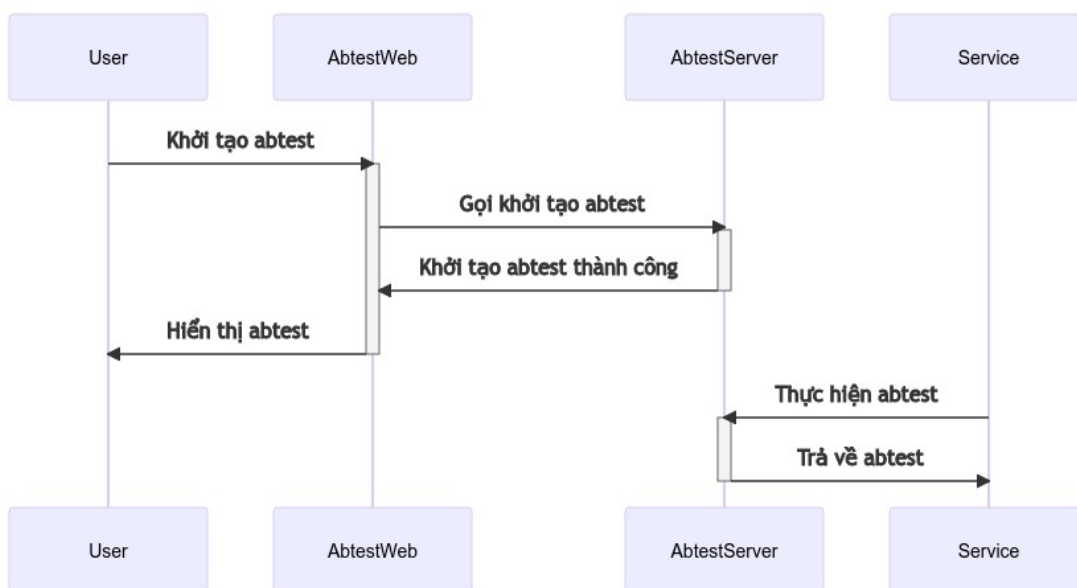 User
AbtestWeb
AbtestServer
Service
Khởi tạo abtest
Gọi khởi tạo abtest
Khởi tạo abtest thành công
Hiển thị abtest
Thực hiện abtest
Trả về abtest
User
AbtestWeb
AbtestServer
Service